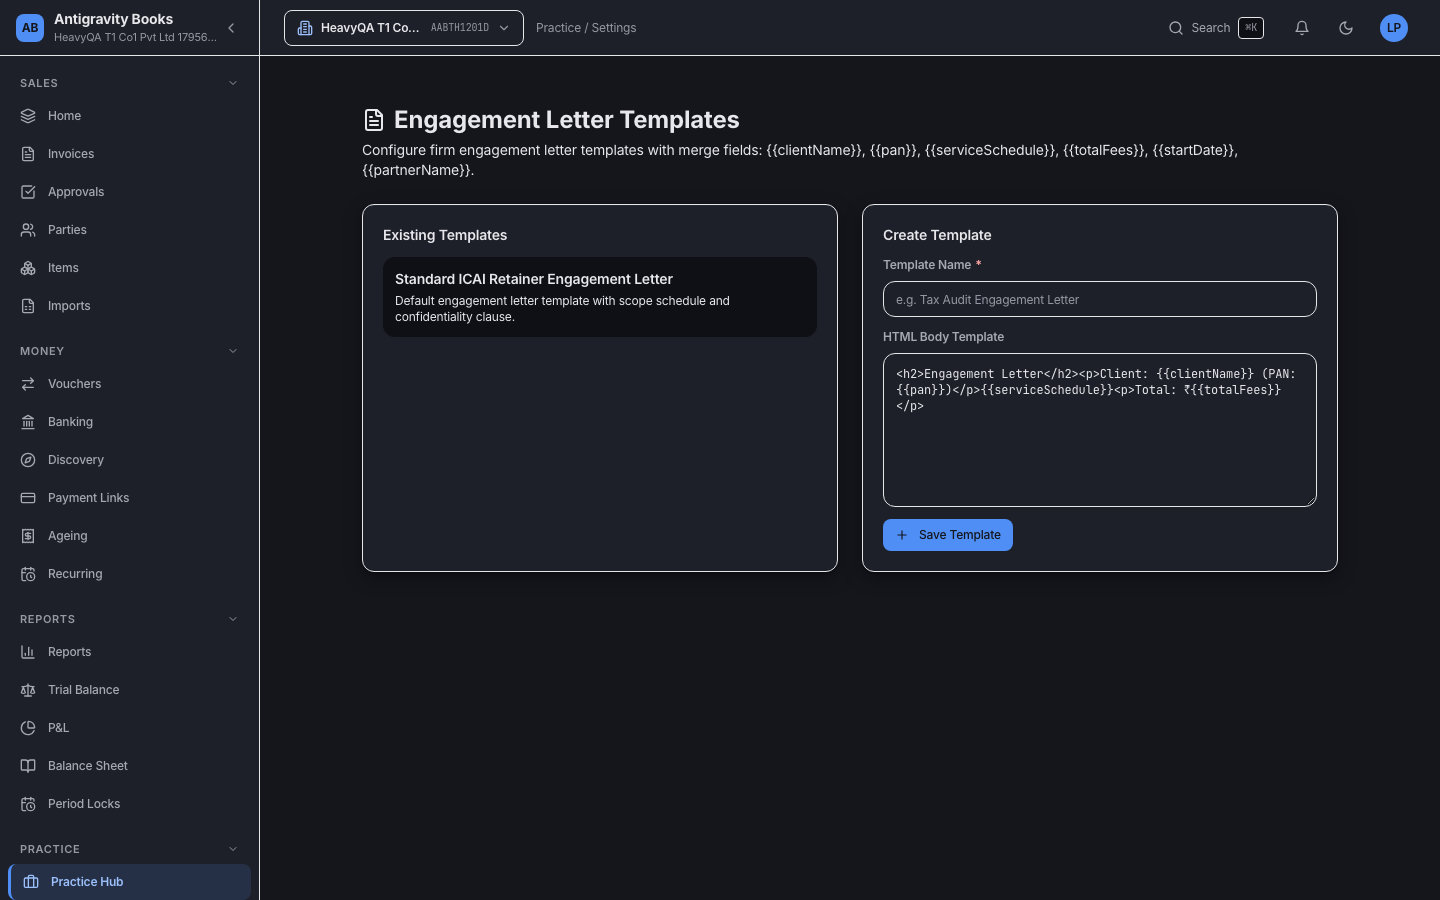 AB
Antigravity Books
HeavyQA T1 Co1 Pvt Ltd 17956...
HeavyQA T1 Co... AABTH1201D
Practice / Settings
Search ⌘K
LP
SALES
Home
Invoices
Approvals
Parties
Items
Imports
MONEY
Vouchers
Banking
Discovery
Payment Links
Ageing
Recurring
REPORTS
Reports
Trial Balance
P&L
Balance Sheet
Period Locks
PRACTICE
Practice Hub
Engagement Letter Templates
Configure firm engagement letter templates with merge fields: {{clientName}}, {{pan}}, {{serviceSchedule}}, {{totalFees}}, {{startDate}},
{{partnerName}}.
Existing Templates
Standard ICAI Retainer Engagement Letter
Default engagement letter template with scope schedule and
confidentiality clause.
Create Template
Template Name *
e.g. Tax Audit Engagement Letter
HTML Body Template
<h2>Engagement Letter</h2><p>Client: {{clientName}} (PAN:
{{pan}})</p>{{serviceSchedule}}<p>Total: ₹{{totalFees}}
</p>
Save Template